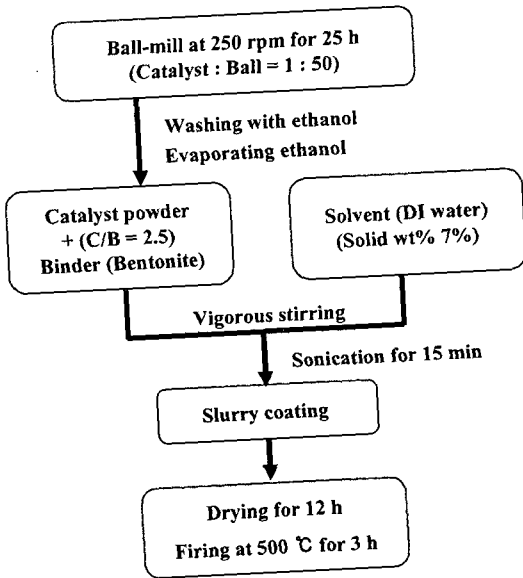 Ball-mill at 250 rpm for 25 h
(Catalyst : Ball = 1 : 50)
Washing with ethanol
Evaporating ethanol
Catalyst powder
+ (C/B = 2.5)
Binder (Bentonite)
Solvent (DI water)
(Solid wt% 7%)
Vigorous stirring
Sonication for 15 min
Slurry coating
Drying for 12 h
Firing at 500 ℃ for 3 h